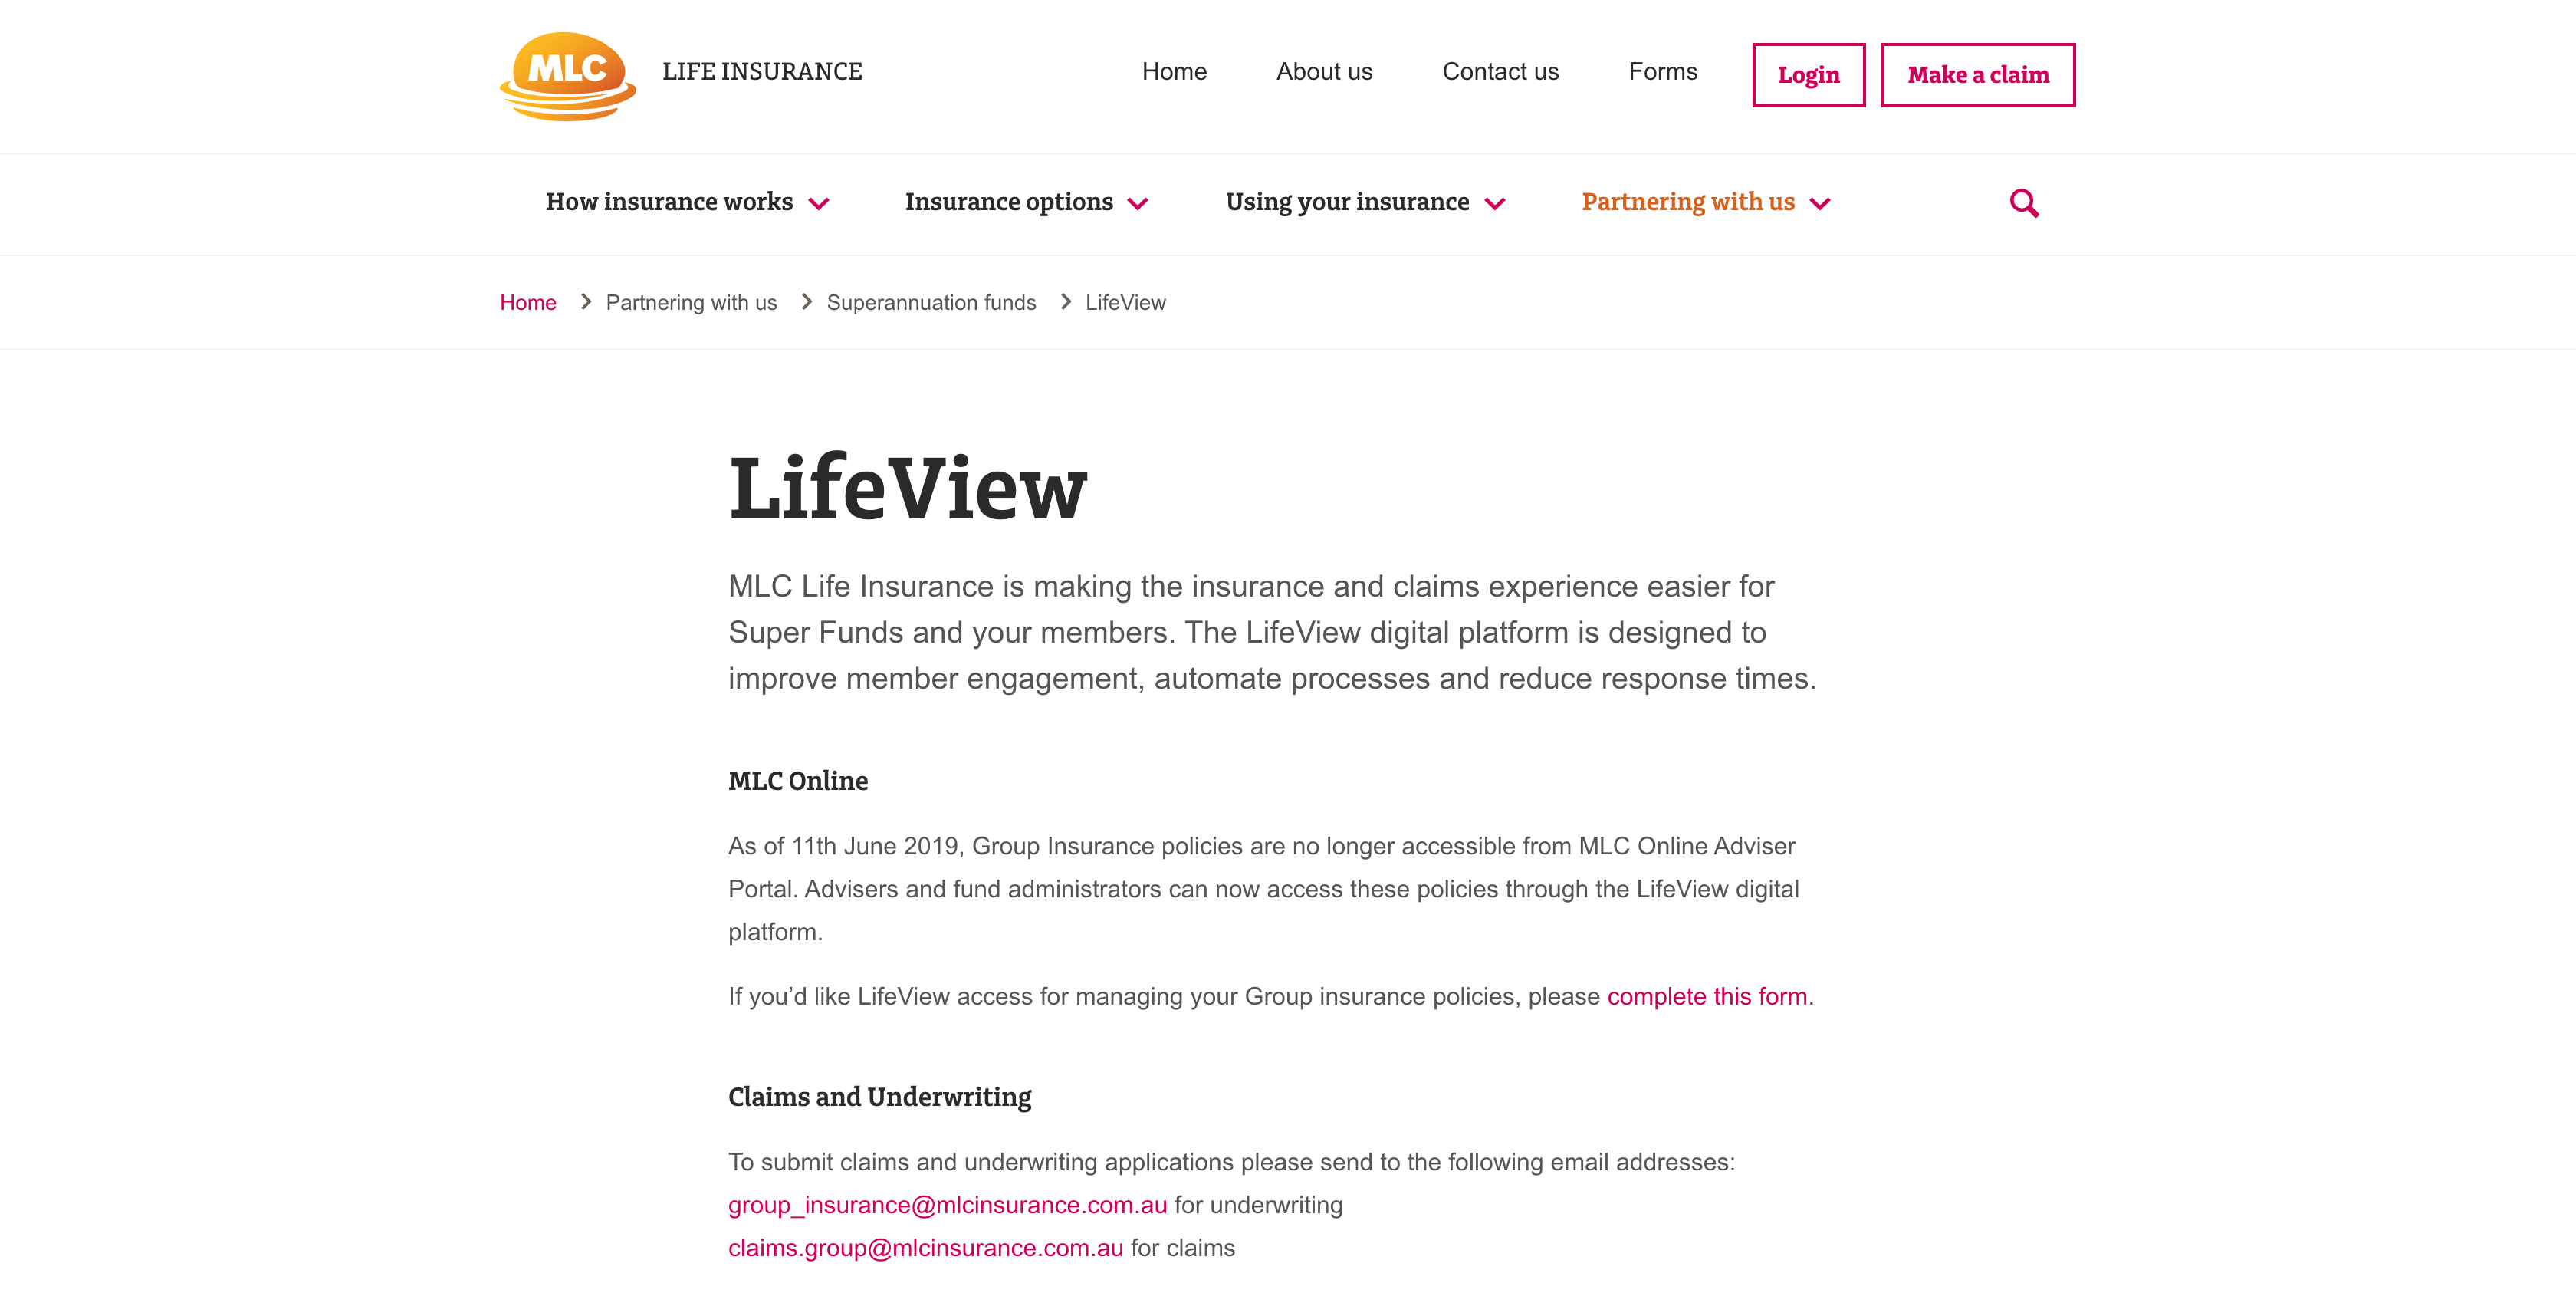 MLC
LIFE INSURANCE
Home
About us
Contact us
Forms
Login
Make a claim
How insurance works
Insurance options
Using your insurance
Partnering with us
Home
Partnering with us
Superannuation funds
LifeView
LifeView
MLC Life Insurance is making the insurance and claims experience easier for
Super Funds and your members. The LifeView digital platform is designed to
improve member engagement, automate processes and reduce response times.
MLC Online
As of 11th June 2019, Group Insurance policies are no longer accessible from MLC Online Adviser
Portal. Advisers and fund administrators can now access these policies through the LifeView digital
platform.
If you’d like LifeView access for managing your Group insurance policies, please complete this form.
Claims and Underwriting
To submit claims and underwriting applications please send to the following email addresses:
group_insurance@mlcinsurance.com.au for underwriting
claims.group@mlcinsurance.com.au for claims